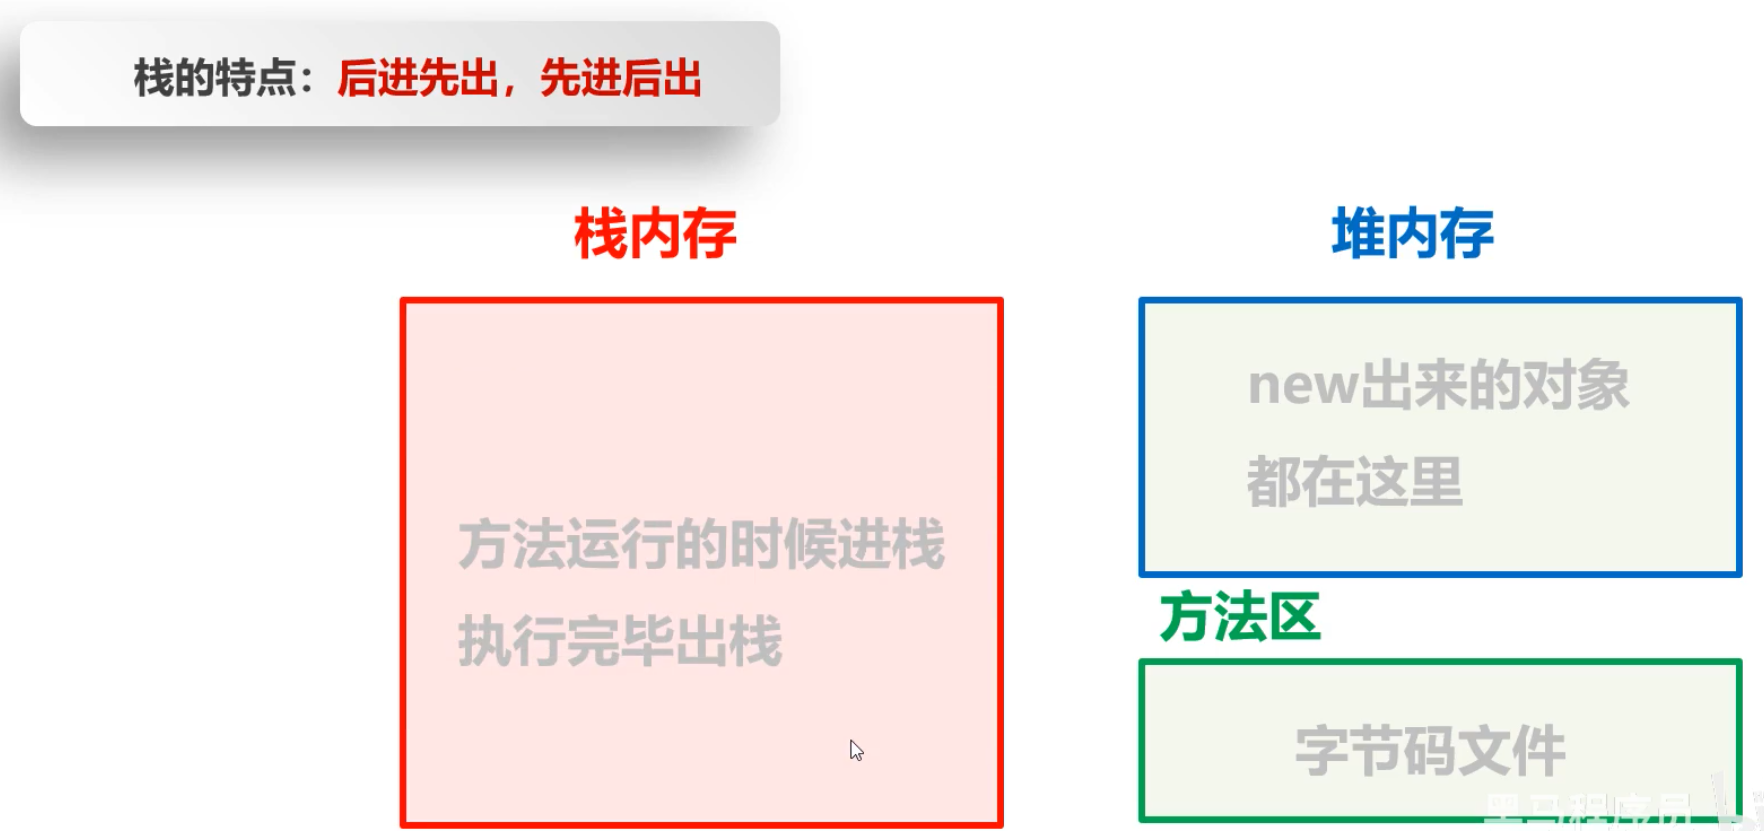 栈的特点：后进先出，先进后出
栈内存
堆内存
方法运行的时候进栈
执行完毕出栈
new出来的对象
都在这里
方法区
字节码文件
黑马程序员